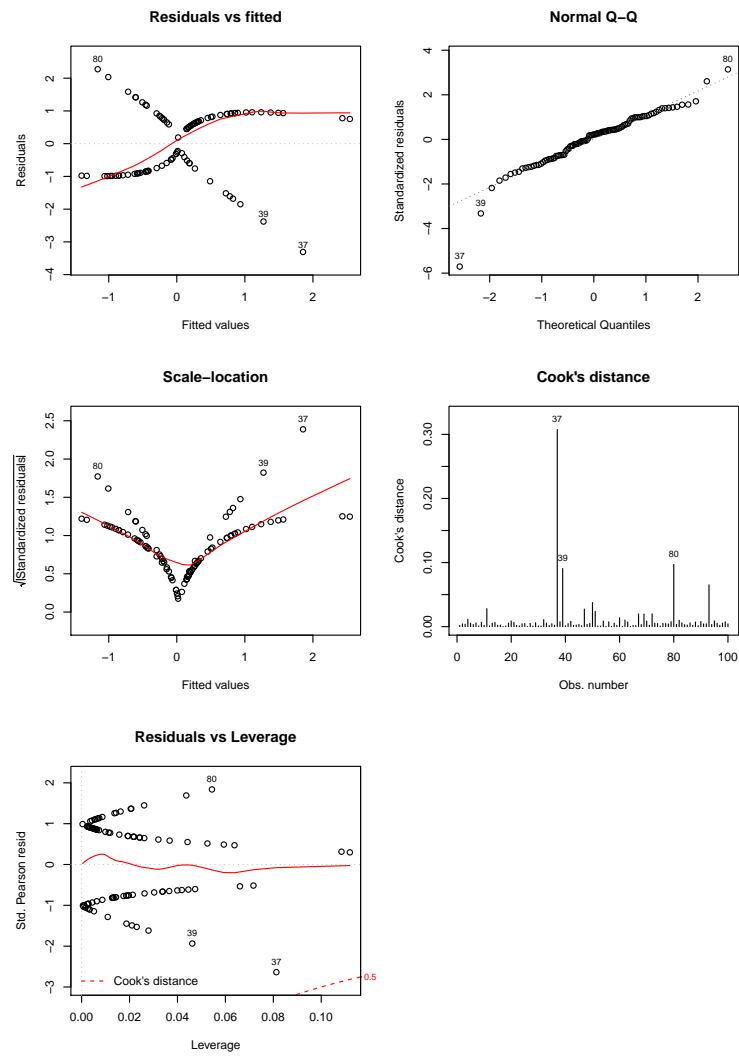 Residuals vs fitted
80
39
37
Residuals
2
1
0
−1
−2
−3
−4
−1 0 1 2
Fitted values
Normal Q−Q
80
39
37
Standardized residuals
4
2
0
−2
−4
−6
−2 −1 0 1 2
Theoretical Quantiles
Scale−location
37
39
80
√|Standardized residuals|
2.5
2.0
1.5
1.0
0.5
0.0
−1 0 1 2
Fitted values
Cook's distance
37
39
80
Cook's distance
0.30
0.20
0.10
0.00
0 20 40 60 80 100
Obs. number
Residuals vs Leverage
80
39
37
Std. Pearson resid
2
1
0
−1
−2
−3
Cook's distance
0.5
0.00 0.02 0.04 0.06 0.08 0.10
Leverage